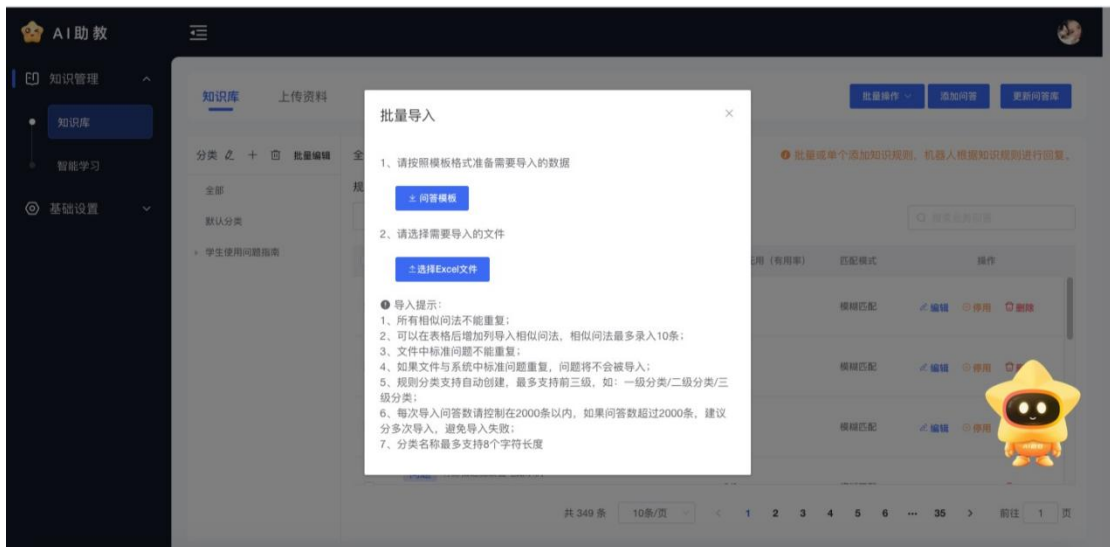 AI助教
知识管理
知识库
智能学习
基础设置
知识库 上传资料
批量操作 添加问答 更新问答库
分类 批量编辑
全部
默认分类
学生使用问题指南
批量或单个添加知识规则，机器人根据知识规则进行回复。
批量导入
1、请按照模板格式准备需要导入的数据
问答模板
2、请选择需要导入的文件
选择Excel文件
导入提示：
1、所有相似问法不能重复；
2、可以在表格后增加列导入相似问法，相似问法最多录入10条；
3、文件中标准问题不能重复；
4、如果文件与系统中标准问题重复，问题将不会被导入；
5、规则分类支持自动创建，最多支持前三级，如：一级分类/二级分类/三
级分类；
6、每次导入问答数请控制在2000条以内，如果问答数超过2000条，建议
分多次导入，避免导入失败；
7、分类名称最多支持8个字符长度
（有用率） 匹配模式 操作
模糊匹配 编辑 停用 删除
模糊匹配 编辑 停用
模糊匹配 编辑 停用
共 349 条 10条/页 < 1 2 3 4 5 6 ... 35 > 前往 1 页